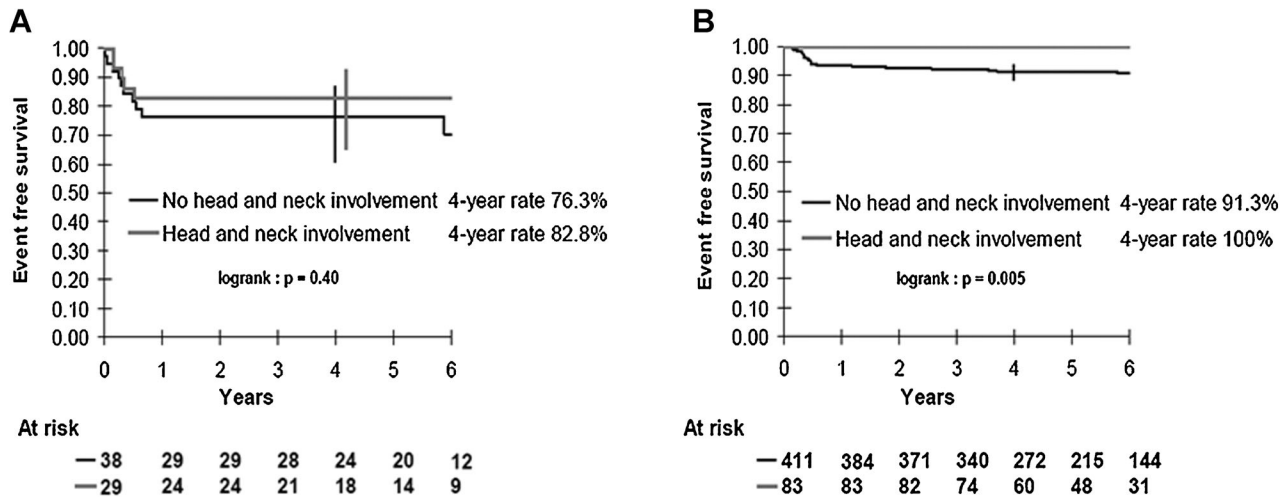 A
1.00
0.90
0.80
0.70
0.60
0.50
0.40
0.30
0.20
0.10
0.00
Event free survival
No head and neck involvement 4-year rate 76.3%
Head and neck involvement 4-year rate 82.8%
logrank : p = 0.40
0 1 2 3 4 5 6
Years
At risk
38 29 29 28 24 20 12
29 24 24 21 18 14 9
B
1.00
0.90
0.80
0.70
0.60
0.50
0.40
0.30
0.20
0.10
0.00
Event free survival
No head and neck involvement 4-year rate 91.3%
Head and neck involvement 4-year rate 100%
logrank : p = 0.005
0 1 2 3 4 5 6
Years
At risk
411 384 371 340 272 215 144
83 83 82 74 60 48 31